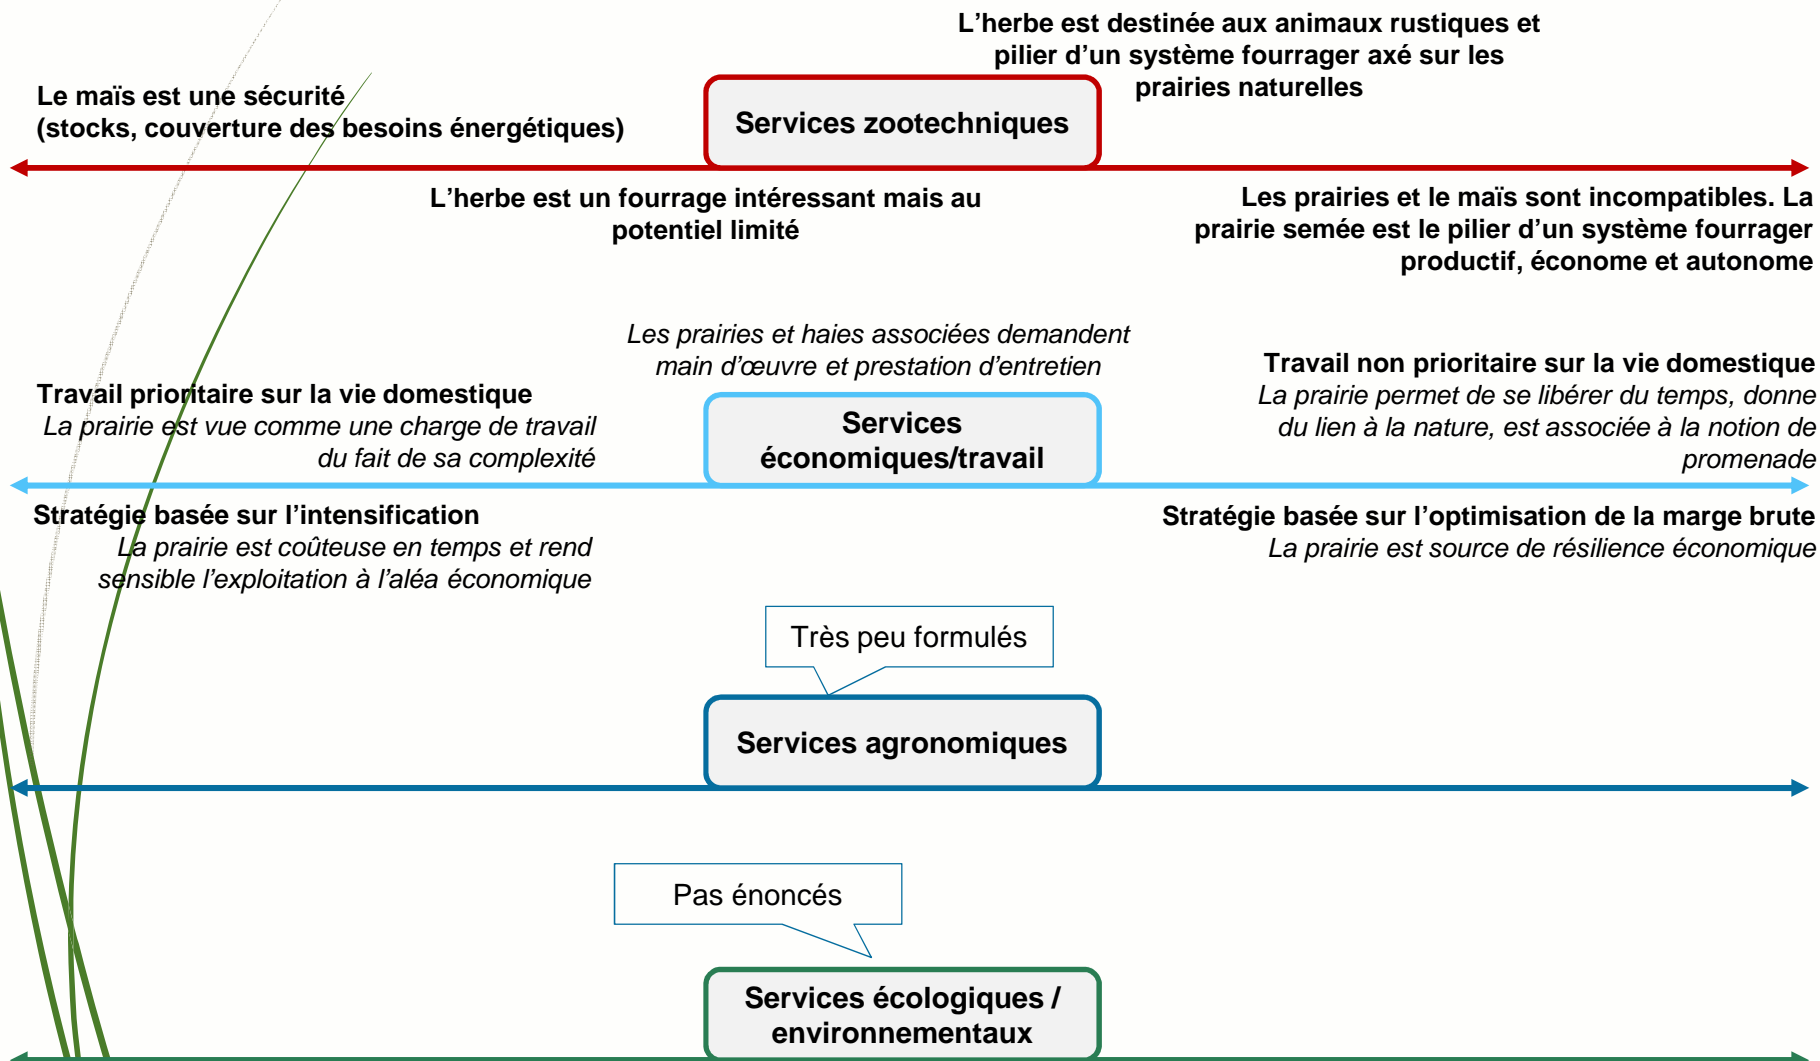 L’herbe est destinée aux animaux rustiques et
pilier d’un système fourrager axé sur les
prairies naturelles
Le maïs est une sécurité
(stocks, couverture des besoins énergétiques)
Services zootechniques
L’herbe est un fourrage intéressant mais au
potentiel limité
Les prairies et le maïs sont incompatibles. La
prairie semée est le pilier d’un système fourrager
productif, économe et autonome
Les prairies et haies associées demandent
main d’œuvre et prestation d’entretien
Travail prioritaire sur la vie domestique
La prairie est vue comme une charge de travail
du fait de sa complexité
Services
économiques/travail
Travail non prioritaire sur la vie domestique
La prairie permet de se libérer du temps, donne
du lien à la nature, est associée à la notion de
promenade
Stratégie basée sur l’intensification
La prairie est coûteuse en temps et rend
sensible l’exploitation à l’aléa économique
Stratégie basée sur l’optimisation de la marge brute
La prairie est source de résilience économique
Très peu formulés
Services agronomiques
Pas énoncés
Services écologiques /
environnementaux